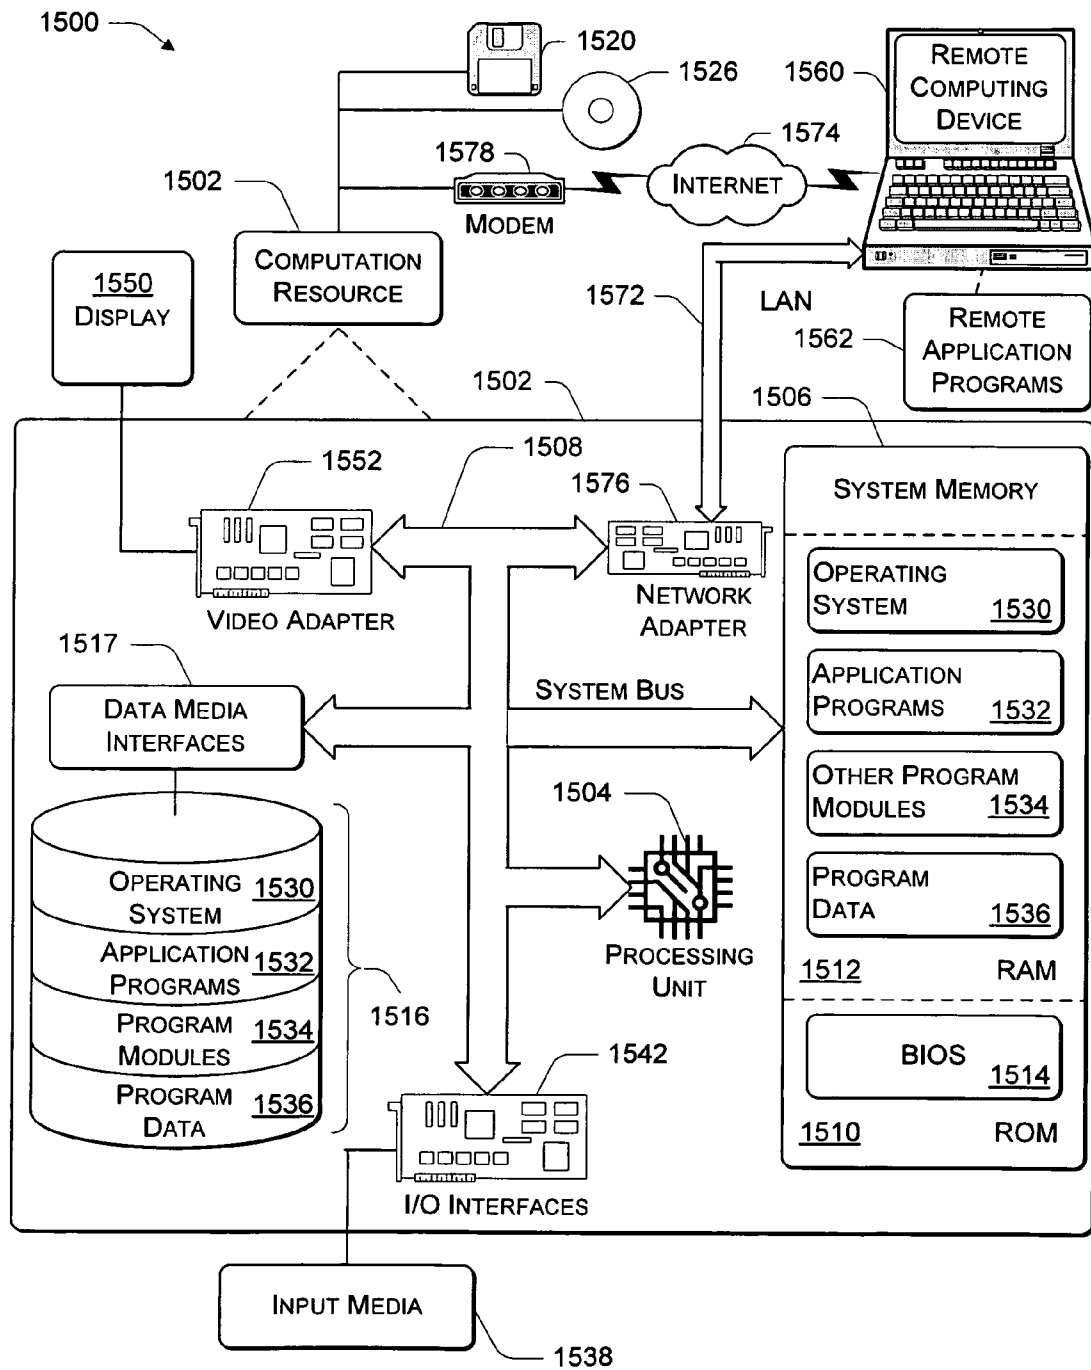 1500
1520
1526
1560
REMOTE
COMPUTING
DEVICE
1574
1578
INTERNET
MODEM
1502
COMPUTATION
RESOURCE
1550
DISPLAY
1572
LAN
1562
REMOTE
APPLICATION
PROGRAMS
1502
1506
1508
1552
1576
SYSTEM MEMORY
VIDEO ADAPTER
NETWORK
ADAPTER
OPERATING
SYSTEM 1530
1517
DATA MEDIA
INTERFACES
SYSTEM BUS
APPLICATION
PROGRAMS 1532
OTHER PROGRAM
MODULES 1534
1504
PROGRAM
DATA 1536
PROCESSING
UNIT
1512 RAM
OPERATING
SYSTEM 1530
APPLICATION
PROGRAMS 1532
PROGRAM
MODULES 1534
PROGRAM
DATA 1536
1516
1542
BIOS 1514
1510 ROM
I/O INTERFACES
INPUT MEDIA
1538